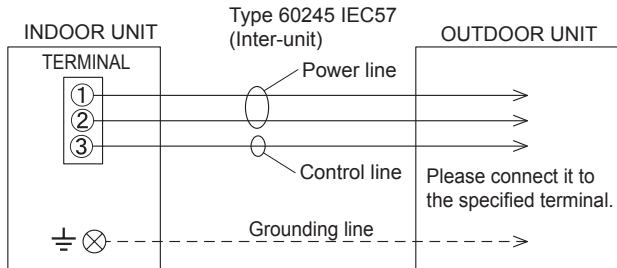 INDOOR UNIT
Type 60245 IEC57
(Inter-unit)
OUTDOOR UNIT
TERMINAL
Power line
①
②
③
Control line
Please connect it to
the specified terminal.
Grounding line